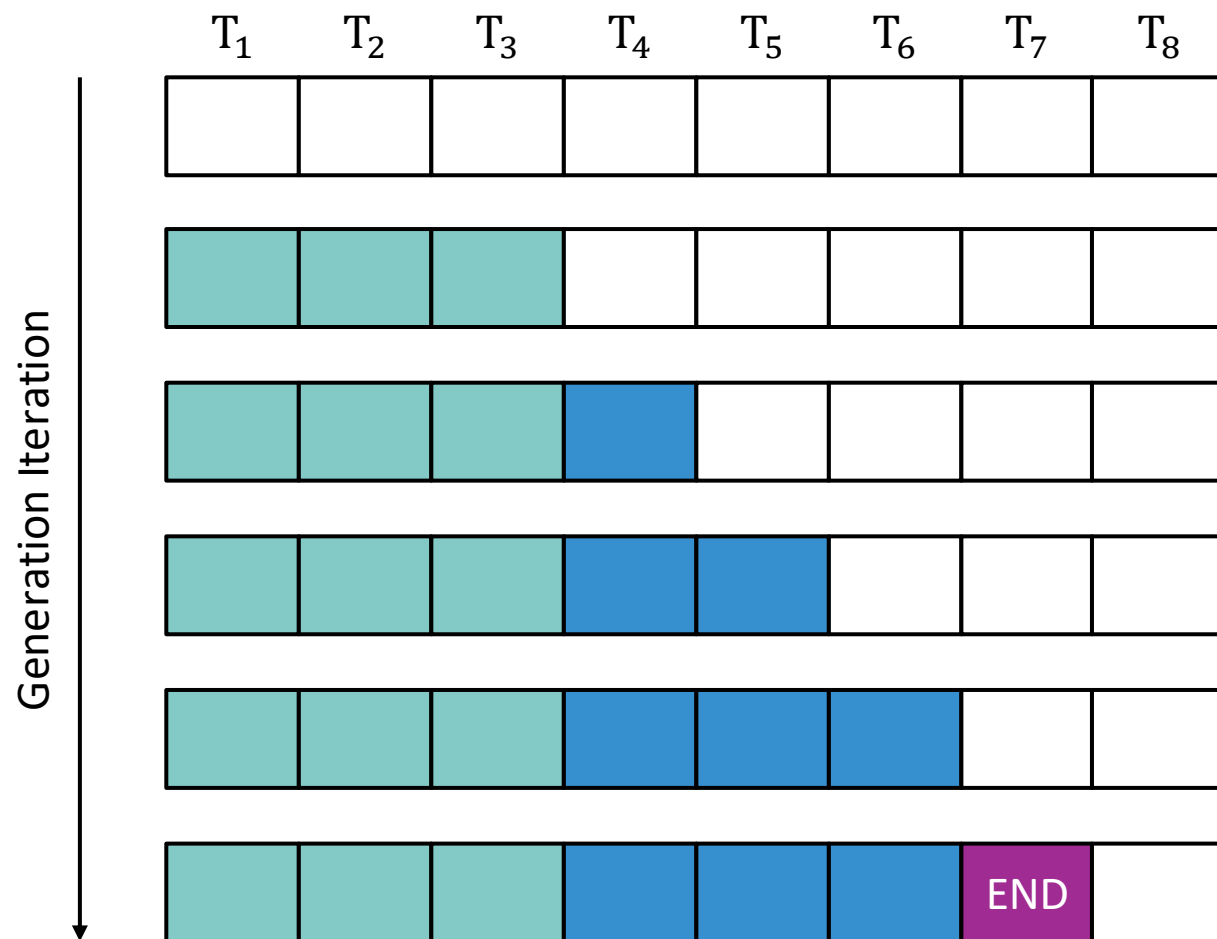 T₁ T₂ T₃ T₄ T₅ T₆ T₇ T₈
Generation Iteration
END